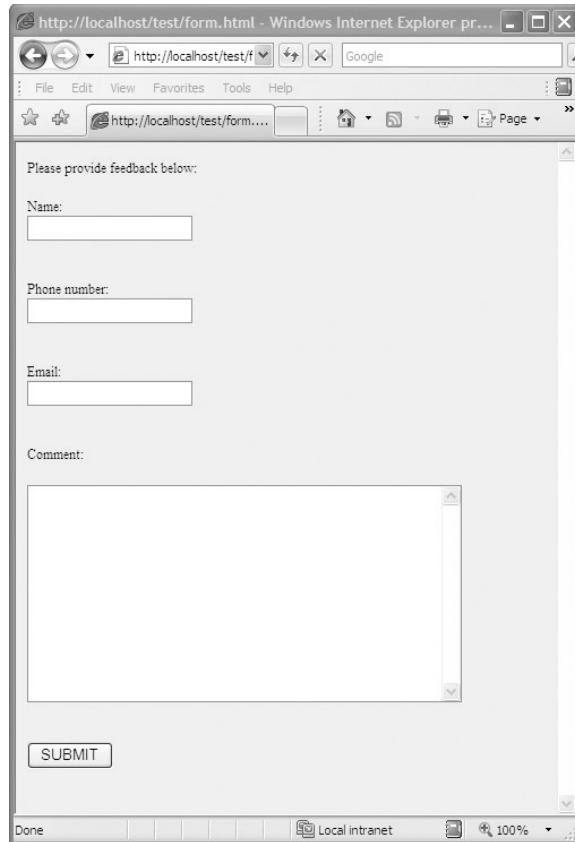 http://localhost/test/form.html - Windows Internet Explorer pr...
http://localhost/test/f
Google
File Edit View Favorites Tools Help
http://localhost/test/form....
Page
»
Please provide feedback below:
Name:
Phone number:
Email:
Comment:
SUBMIT
Done
Local intranet
100%